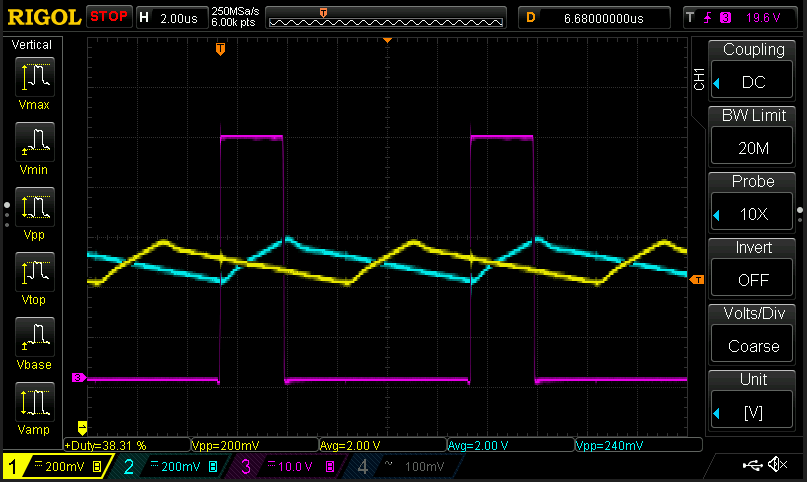 RIGOL STOP H 2.00us 250MSa/s 6.00k pts T D 6.68000000us T 3 19.6 V
Vertical
Vmax
Vmin
Vpp
Vtop
Vbase
Vamp
T
T
3
CH1
Coupling
DC
BW Limit
20M
Probe
10X
Invert
OFF
Volts/Div
Coarse
Unit
[V]
+Duty=38.31 % Vpp=200mV Avg=2.00 V Avg=2.00 V Vpp=240mV
1 200mV B 2 200mV B 3 10.0 V B 4 100mV